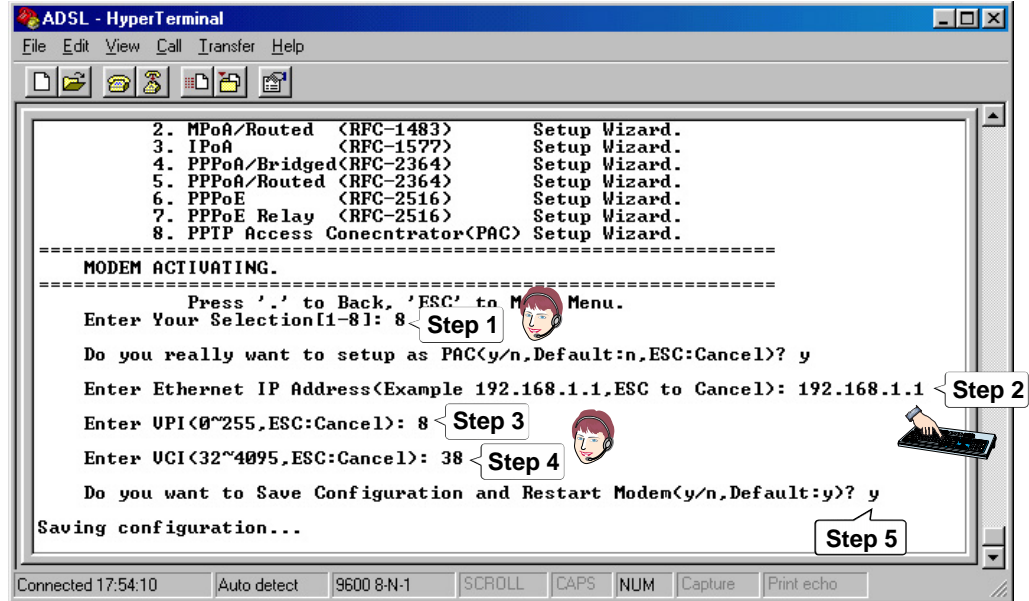 ADSL - HyperTerminal
File Edit View Call Transfer Help
2. MPoA/Routed (RFC-1483) Setup Wizard.
3. IPoA (RFC-1577) Setup Wizard.
4. PPPoA/Bridged(RFC-2364) Setup Wizard.
5. PPPoA/Routed (RFC-2364) Setup Wizard.
6. PPPoE (RFC-2516) Setup Wizard.
7. PPPoE Relay (RFC-2516) Setup Wizard.
8. PPTP Access Conecntrator(PAC) Setup Wizard.
================================================================
MODEM ACTIVATING.
================================================================
Press '.' to Back, 'ESC' to M Menu.
Enter Your Selection[1-8]: 8 Step 1
Do you really want to setup as PAC(y/n,Default:n,ESC:Cancel)? y
Enter Ethernet IP Address(Example 192.168.1.1,ESC to Cancel): 192.168.1.1 Step 2
Enter VPI(0~255,ESC:Cancel): 8 Step 3
Enter VCI(32~4095,ESC:Cancel): 38 Step 4
Do you want to Save Configuration and Restart Modem(y/n,Default:y)? y
Step 5
Saving configuration...
Connected 17:54:10 Auto detect 9600 8-N-1 SCROLL CAPS NUM Capture Print echo